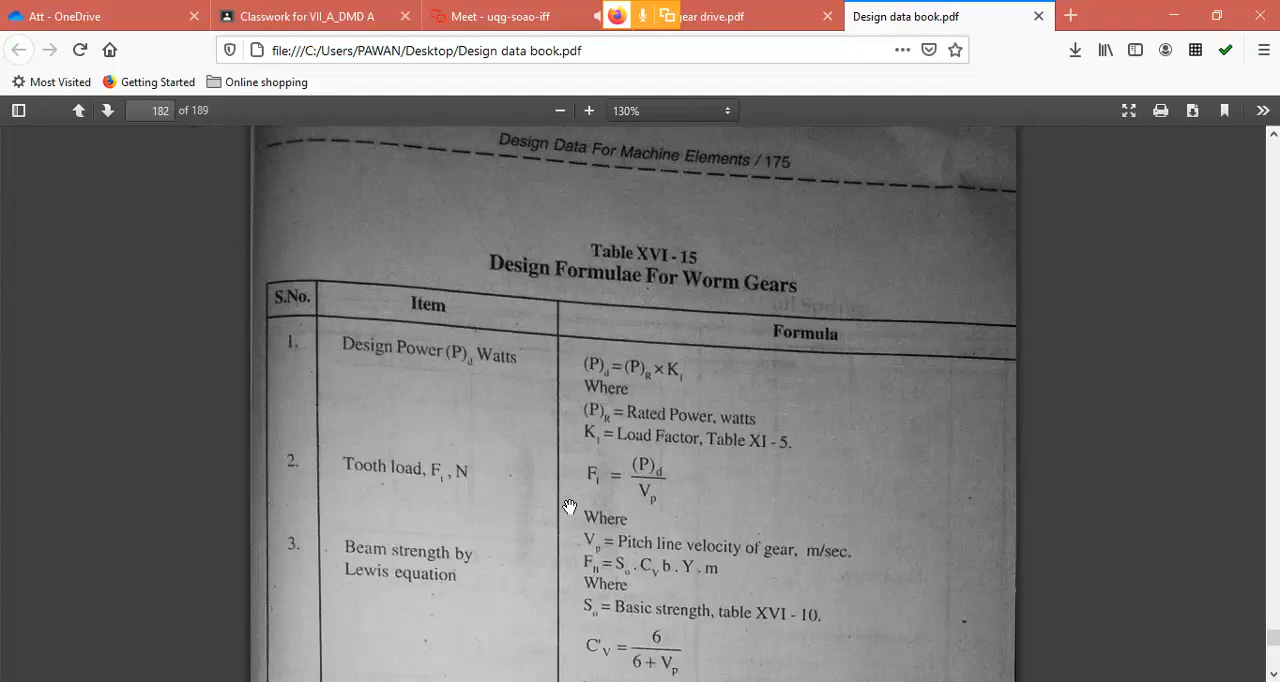 Att - OneDrive
Classwork for VII_A_DMD A
Meet - uqg-soao-iff
gear drive.pdf
Design data book.pdf
file:///C:/Users/PAWAN/Desktop/Design data book.pdf
Most Visited
Getting Started
Online shopping
182 of 189
130%
Design Data For Machine Elements / 175
Table XVI - 15
Design Formulae For Worm Gears
S.No. Item Formula
1. Design Power (P)d Watts
(P)d = (P)R × Kl
Where
(P)R = Rated Power, watts
Kl = Load Factor, Table XI - 5.
2. Tooth load, Ft, N
Ft = (P)d / Vp
Where
Vp = Pitch line velocity of gear, m/sec.
3. Beam strength by
Lewis equation
FB = So . Cv b . Y . m
Where
So = Basic strength, table XVI - 10.
C'V = 6 / 6 + Vp